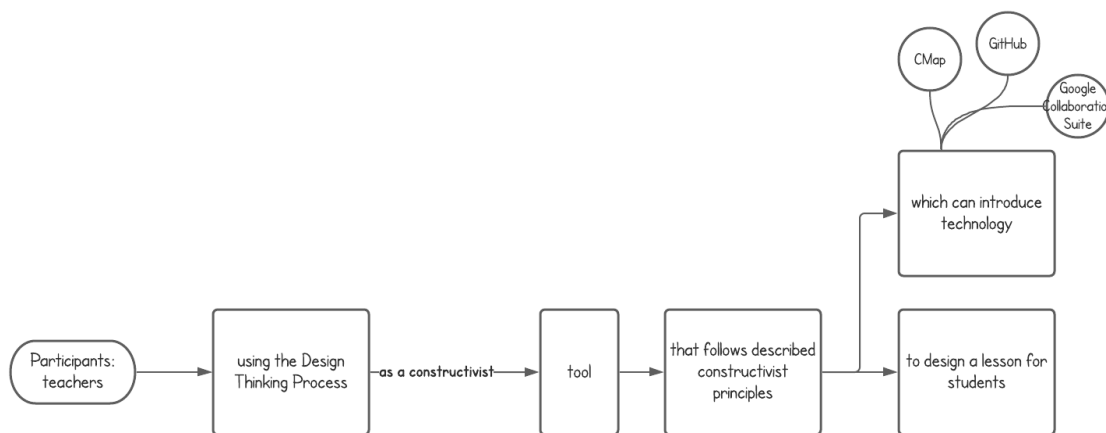 CMap
GitHub
Google
Collaboration
Suite
which can introduce
technology
Participants:
teachers
using the Design
Thinking Process
as a constructivist
tool
that follows described
constructivist
principles
to design a lesson for
students